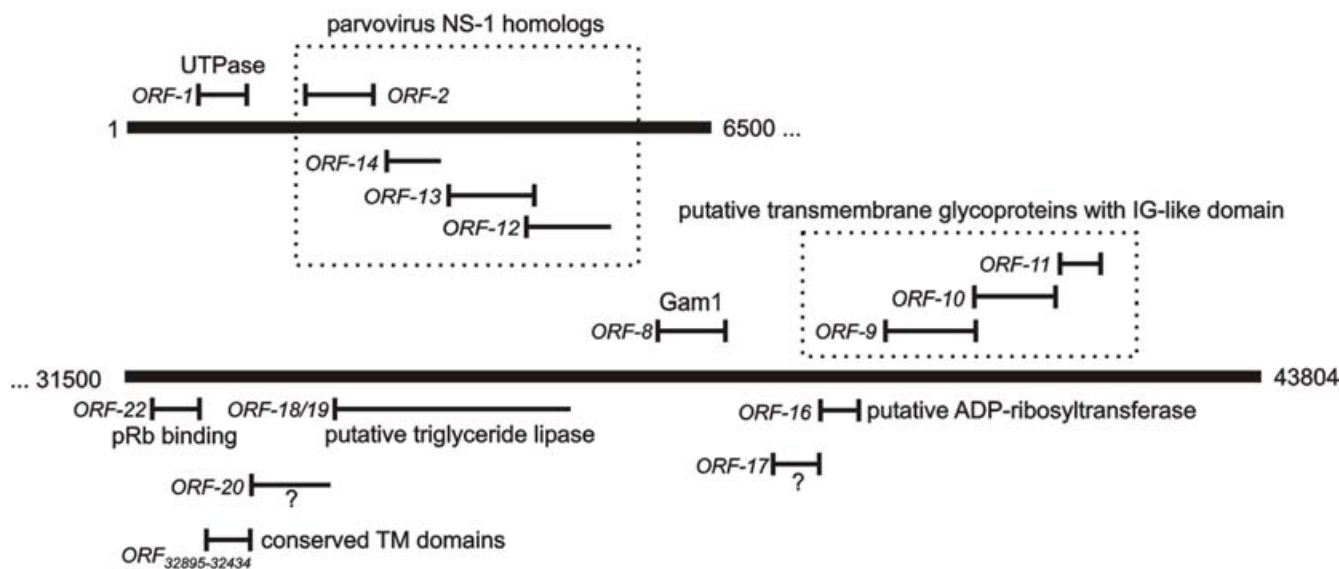 parvovirus NS-1 homologs
UTPase
ORF-1
ORF-2
1
6500 ...
ORF-14
ORF-13
ORF-12
putative transmembrane glycoproteins with IG-like domain
ORF-11
ORF-10
Gam1
ORF-8
ORF-9
... 31500
43804
ORF-22
ORF-18/19
ORF-16
putative ADP-ribosyltransferase
pRb binding
putative triglyceride lipase
ORF-17
?
ORF-20
?
ORF32895-32434
conserved TM domains